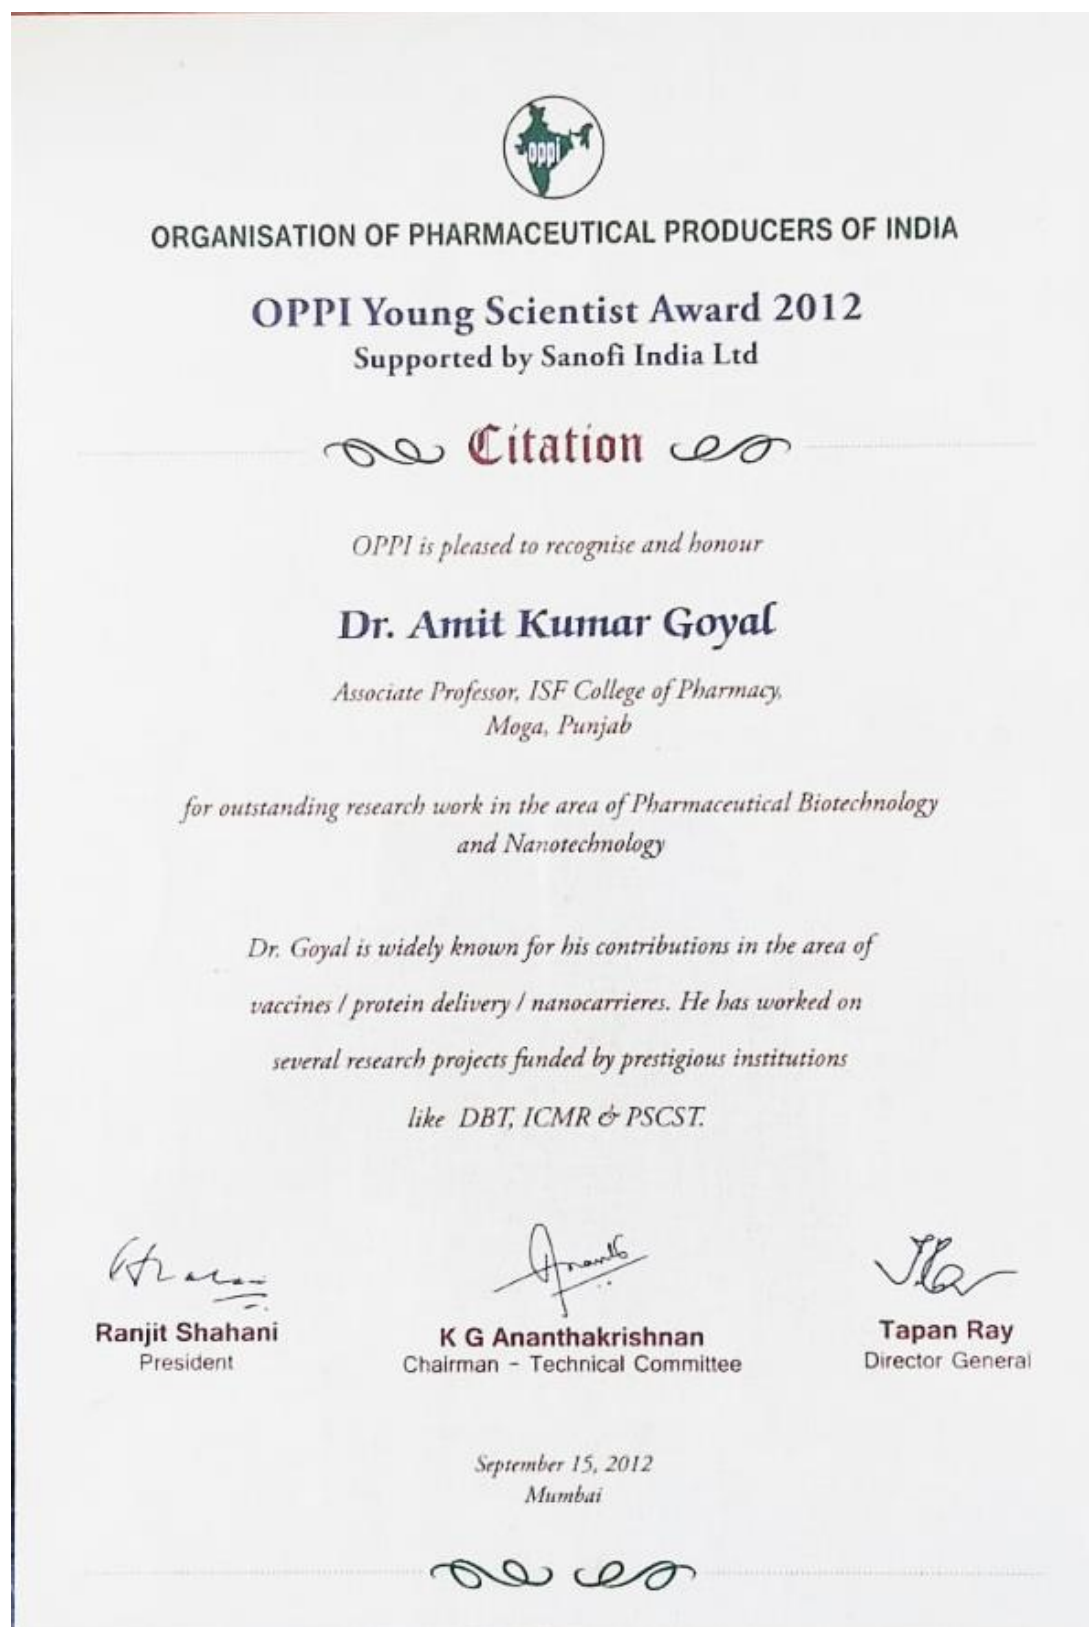 oppi
ORGANISATION OF PHARMACEUTICAL PRODUCERS OF INDIA
OPPI Young Scientist Award 2012
Supported by Sanofi India Ltd
Citation
OPPI is pleased to recognise and honour
Dr. Amit Kumar Goyal
Associate Professor, ISF College of Pharmacy,
Moga, Punjab
for outstanding research work in the area of Pharmaceutical Biotechnology
and Nanotechnology
Dr. Goyal is widely known for his contributions in the area of
vaccines / protein delivery / nanocarrieres. He has worked on
several research projects funded by prestigious institutions
like DBT, ICMR & PSCST.
Ranjit Shahani
President
K G Ananthakrishnan
Chairman - Technical Committee
Tapan Ray
Director General
September 15, 2012
Mumbai